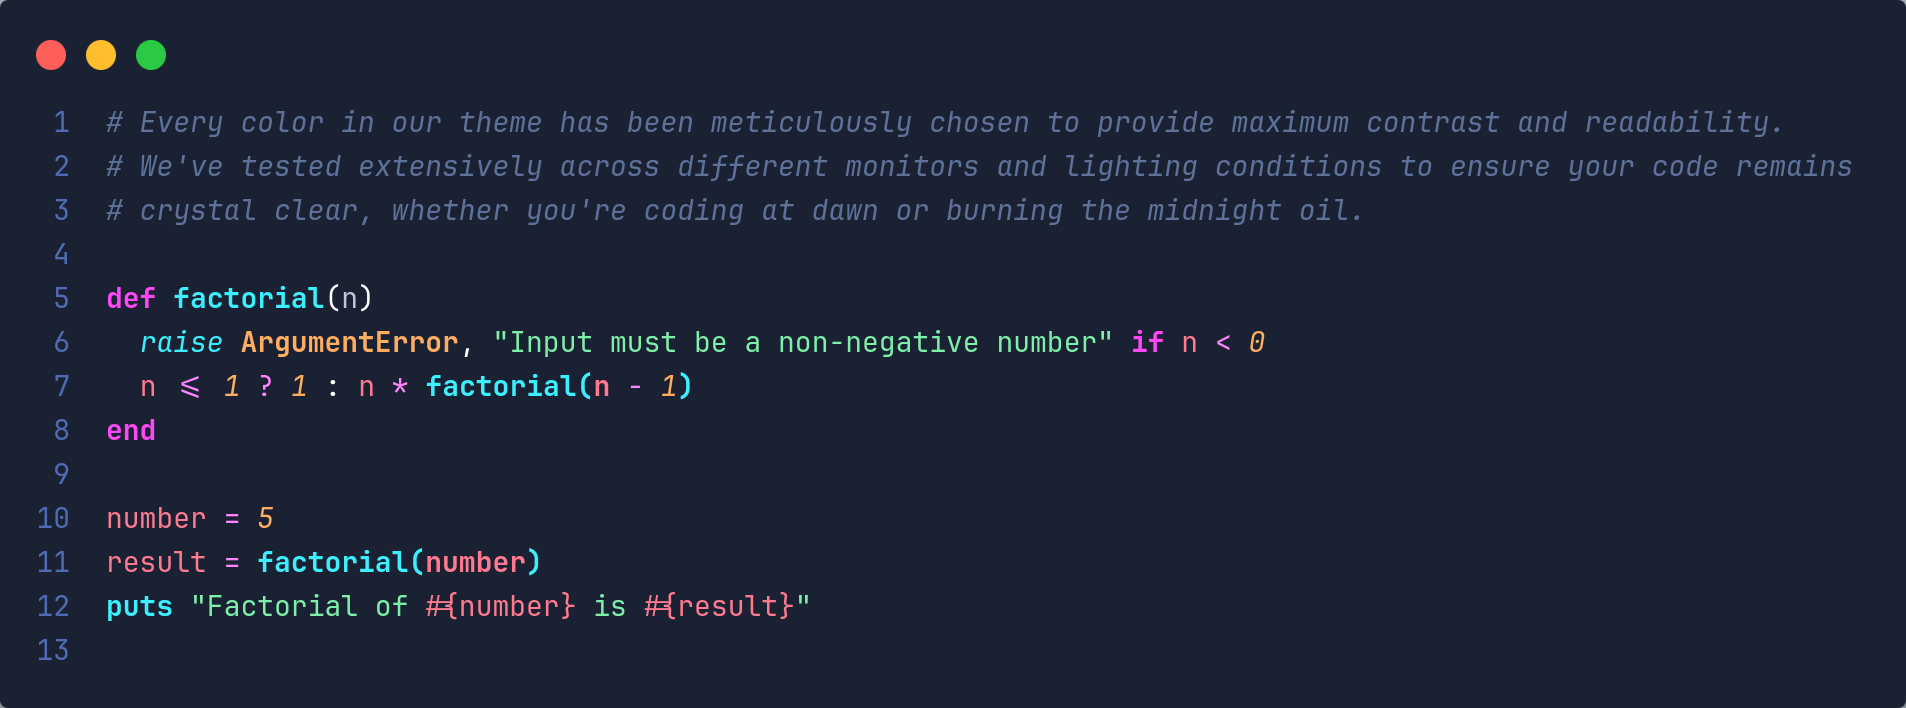 1 # Every color in our theme has been meticulously chosen to provide maximum contrast and readability.
2 # We've tested extensively across different monitors and lighting conditions to ensure your code remains
3 # crystal clear, whether you're coding at dawn or burning the midnight oil.
4
5 def factorial(n)
6   raise ArgumentError, "Input must be a non-negative number" if n < 0
7   n <= 1 ? 1 : n * factorial(n - 1)
8 end
9
10 number = 5
11 result = factorial(number)
12 puts "Factorial of #{number} is #{result}"
13